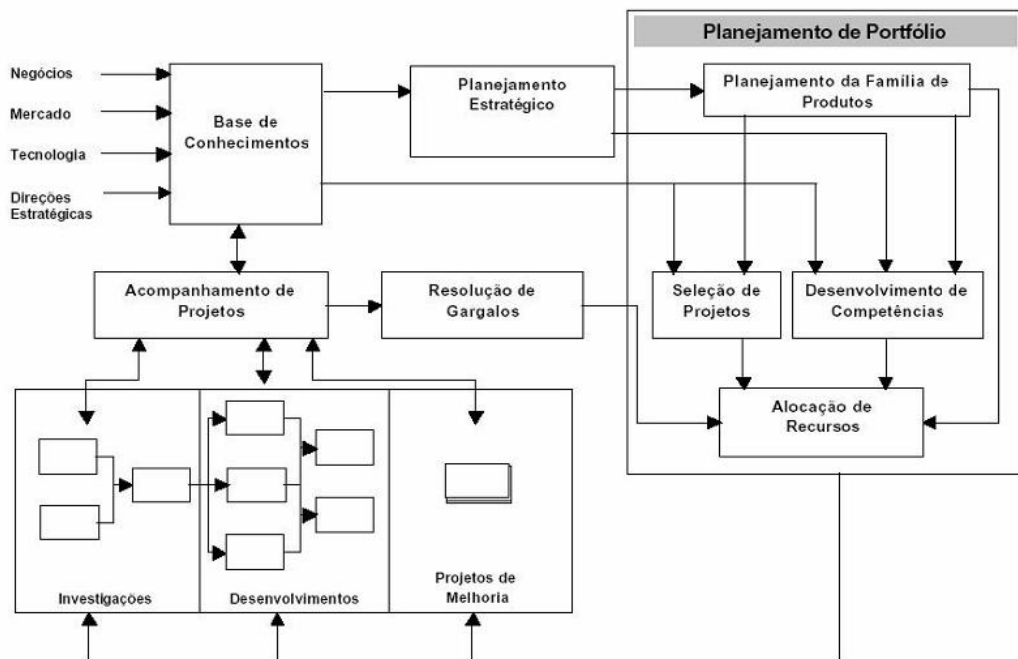 Planejamento de Portfólio
Negócios
Mercado
Tecnologia
Direções
Estratégicas
Base de
Conhecimentos
Planejamento
Estratégico
Planejamento da Família de
Produtos
Acompanhamento de
Projetos
Resolução de
Gargalos
Seleção de
Projetos
Desenvolvimento de
Competências
Alocação de
Recursos
Investigações
Desenvolvimentos
Projetos de
Melhoria